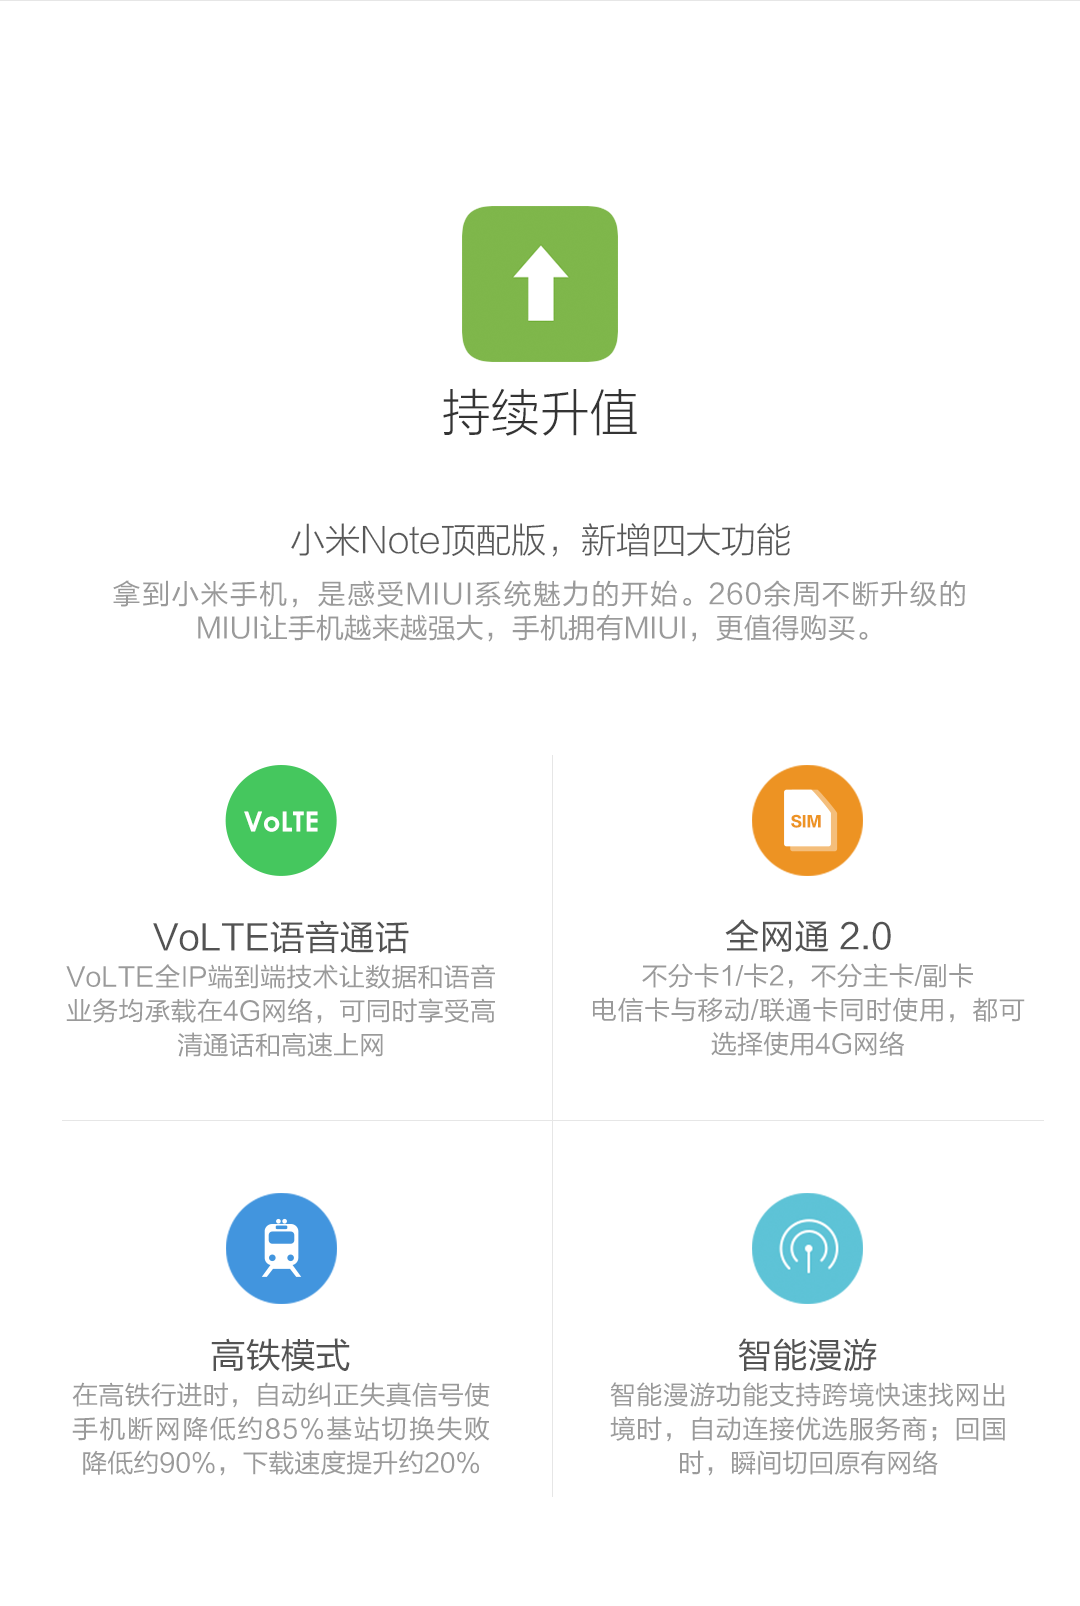 持续升值
小米Note顶配版，新增四大功能
拿到小米手机，是感受MIUI系统魅力的开始。260余周不断升级的
MIUI让手机越来越强大，手机拥有MIUI，更值得购买。
VoLTE
VoLTE语音通话
VoLTE全IP端到端技术让数据和语音
业务均承载在4G网络，可同时享受高
清通话和高速上网
SIM
全网通 2.0
不分卡1/卡2，不分主卡/副卡
电信卡与移动/联通卡同时使用，都可
选择使用4G网络
高铁模式
在高铁行进时，自动纠正失真信号使
手机断网降低约85%基站切换失败
降低约90%，下载速度提升约20%
智能漫游
智能漫游功能支持跨境快速找网出
境时，自动连接优选服务商；回国
时，瞬间切回原有网络